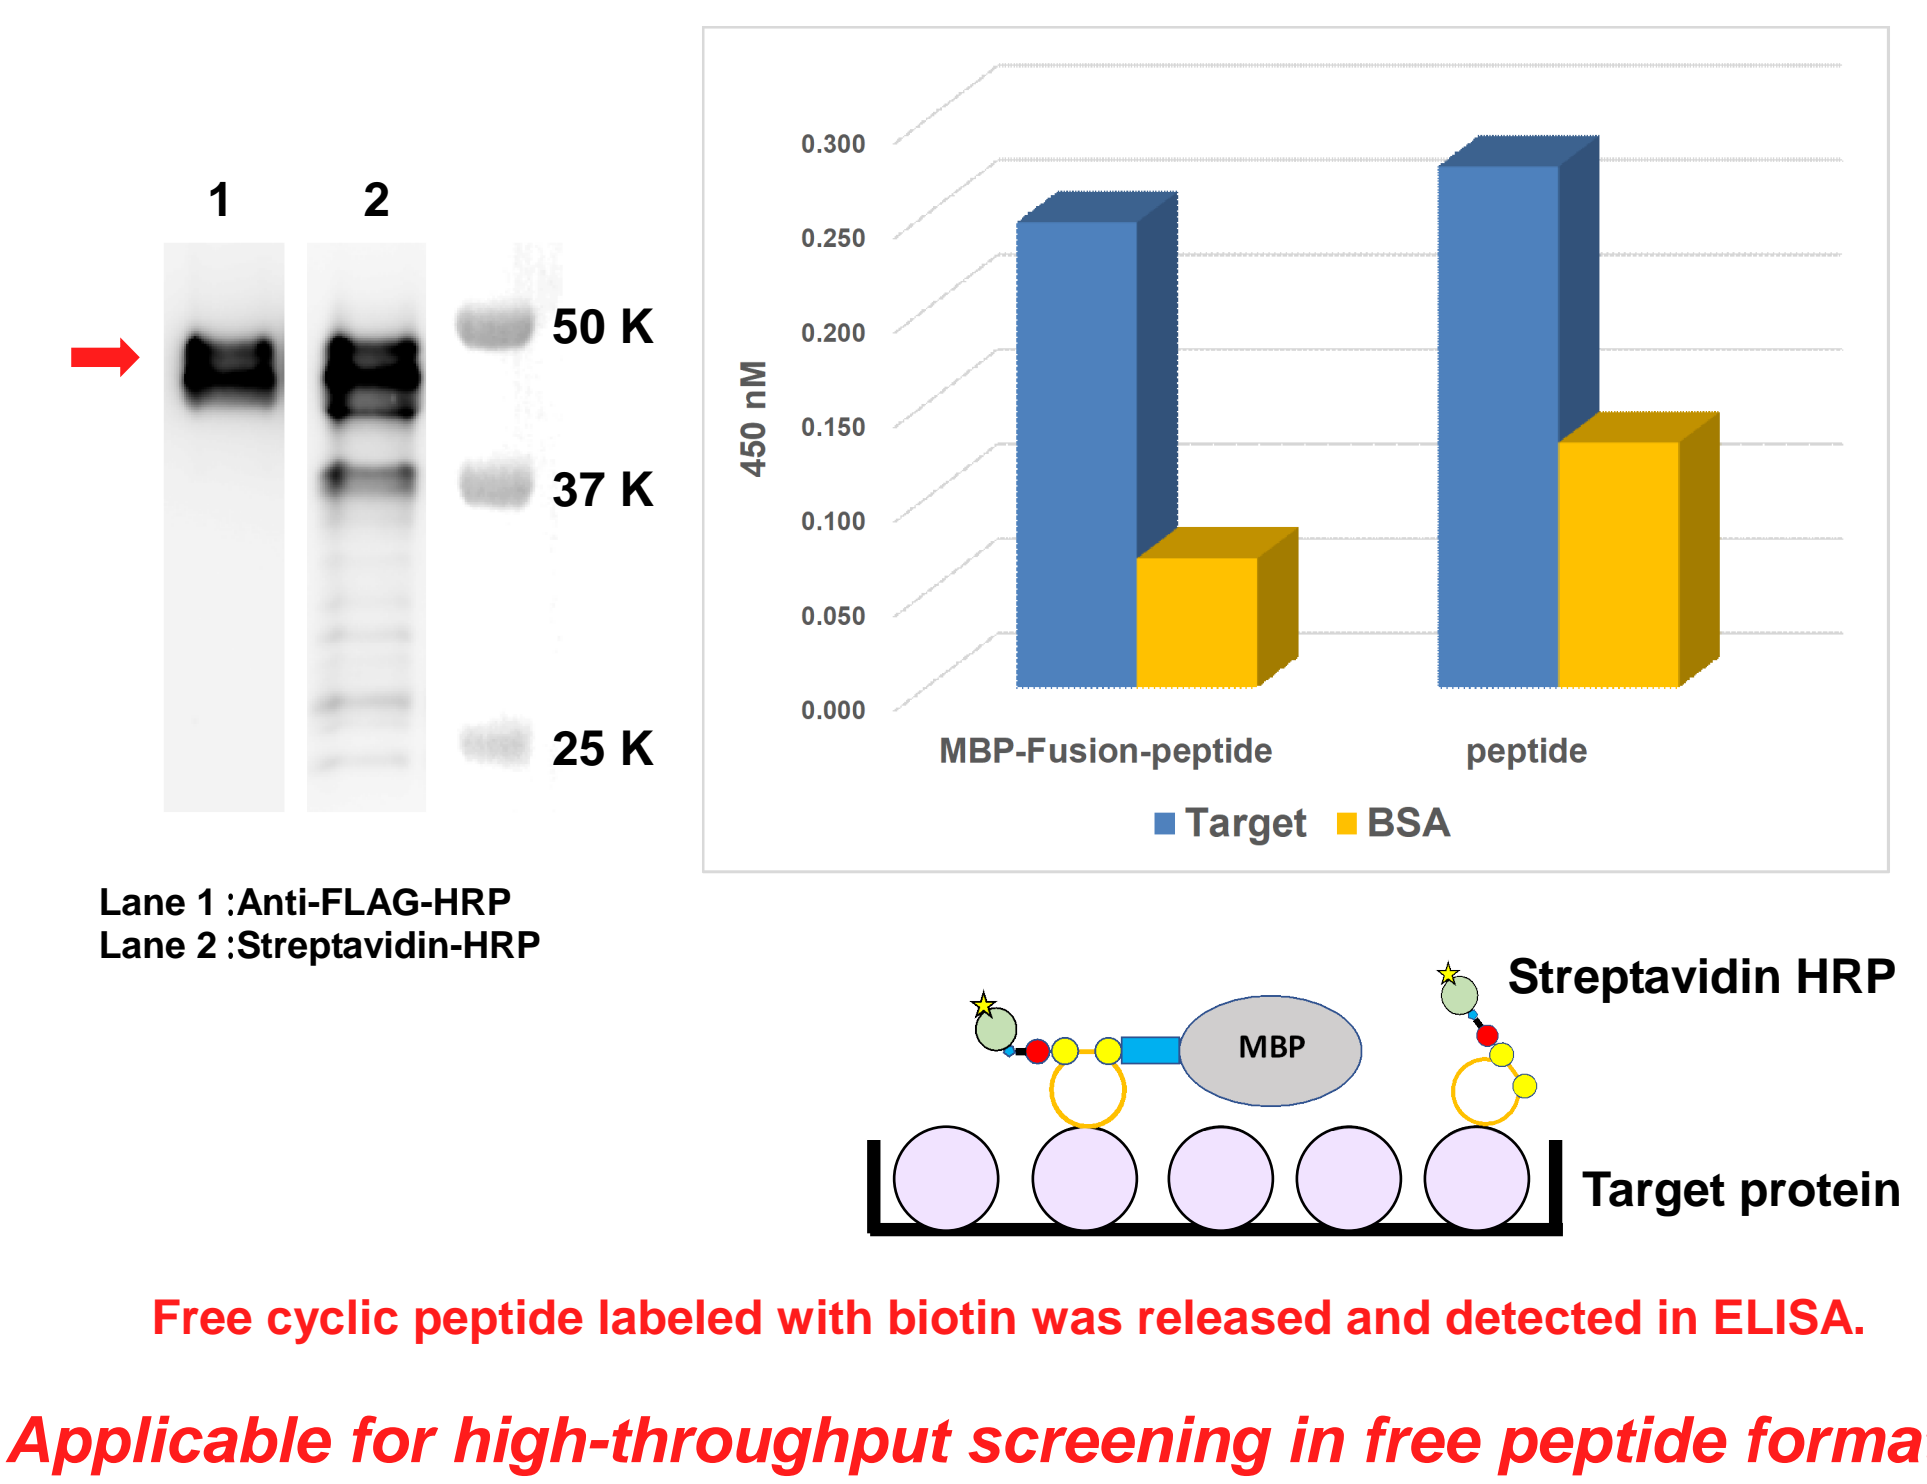 1 2
50 K
37 K
25 K
Lane 1 :Anti-FLAG-HRP
Lane 2 :Streptavidin-HRP
450 nM
0.300
0.250
0.200
0.150
0.100
0.050
0.000
MBP-Fusion-peptide peptide
Target BSA
Streptavidin HRP
MBP
Target protein
Free cyclic peptide labeled with biotin was released and detected in ELISA.
Applicable for high-throughput screening in free peptide forma